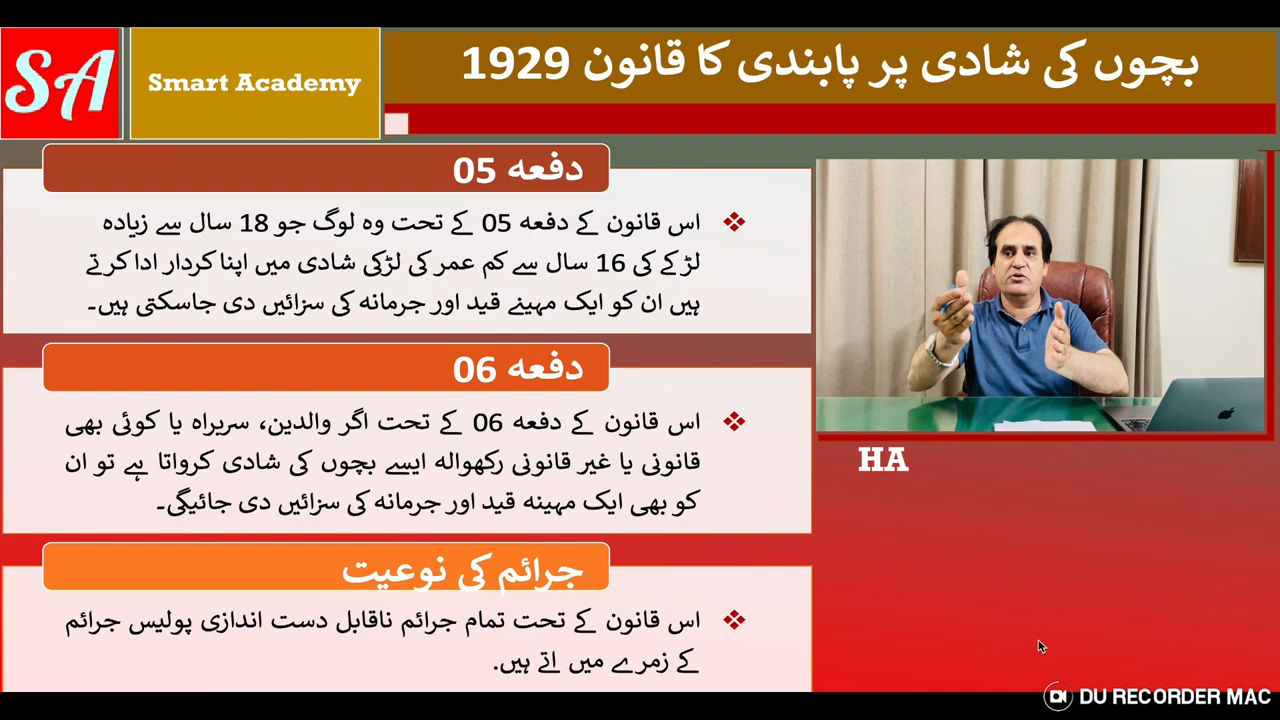 SA
Smart Academy
بچوں کی شادی پر پابندی کا قانون 1929
دفعہ 05
اس قانون کے دفعہ 05 کے تحت وہ لوگ جو 18 سال سے زیادہ
لڑکے کی 16 سال سے کم عمر کی لڑکی شادی میں اپنا کردار ادا کرتے
ہیں ان کو ایک مہینے قید اور جرمانہ کی سزائیں دی جاسکتی ہیں۔
دفعہ 06
اس قانون کے دفعہ 06 کے تحت اگر والدین، سربراہ یا کوئی بھی
قانونی یا غیر قانونی رکھوالہ ایسے بچوں کی شادی کرواتا ہے تو ان
کو بھی ایک مہینہ قید اور جرمانہ کی سزائیں دی جائیگی۔
جرائم کی نوعیت
اس قانون کے تحت تمام جرائم ناقابل دست اندازی پولیس جرائم
کے زمرے میں اتے ہیں.
HA
DU RECORDER MAC